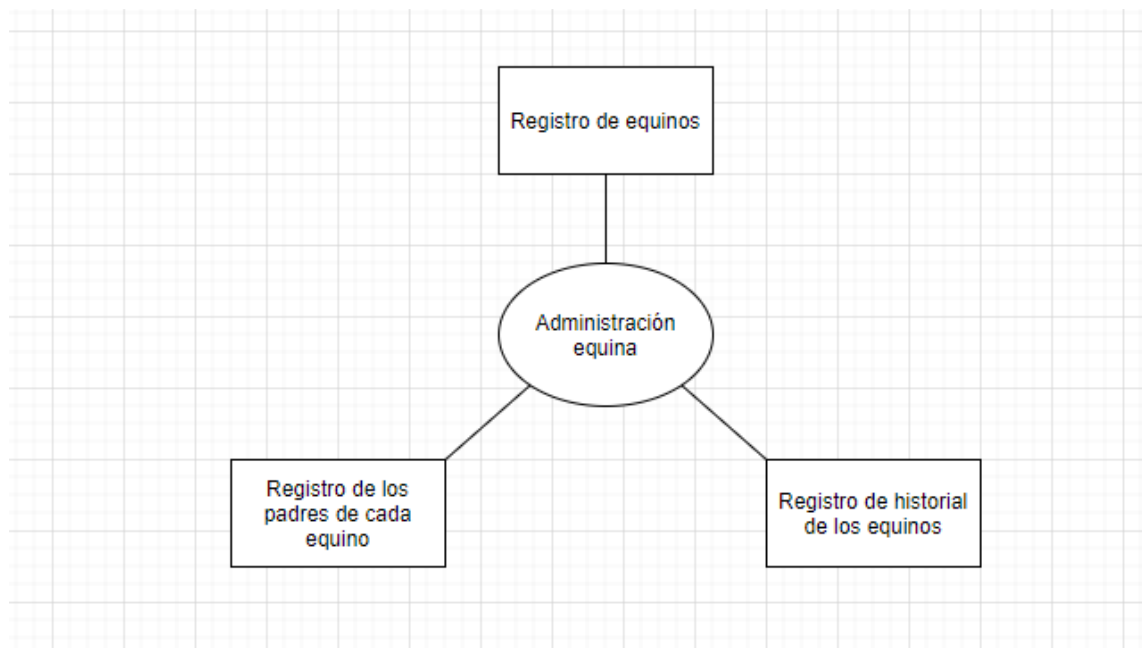 Registro de equinos
Administración
equina
Registro de los
padres de cada
equino
Registro de historial
de los equinos